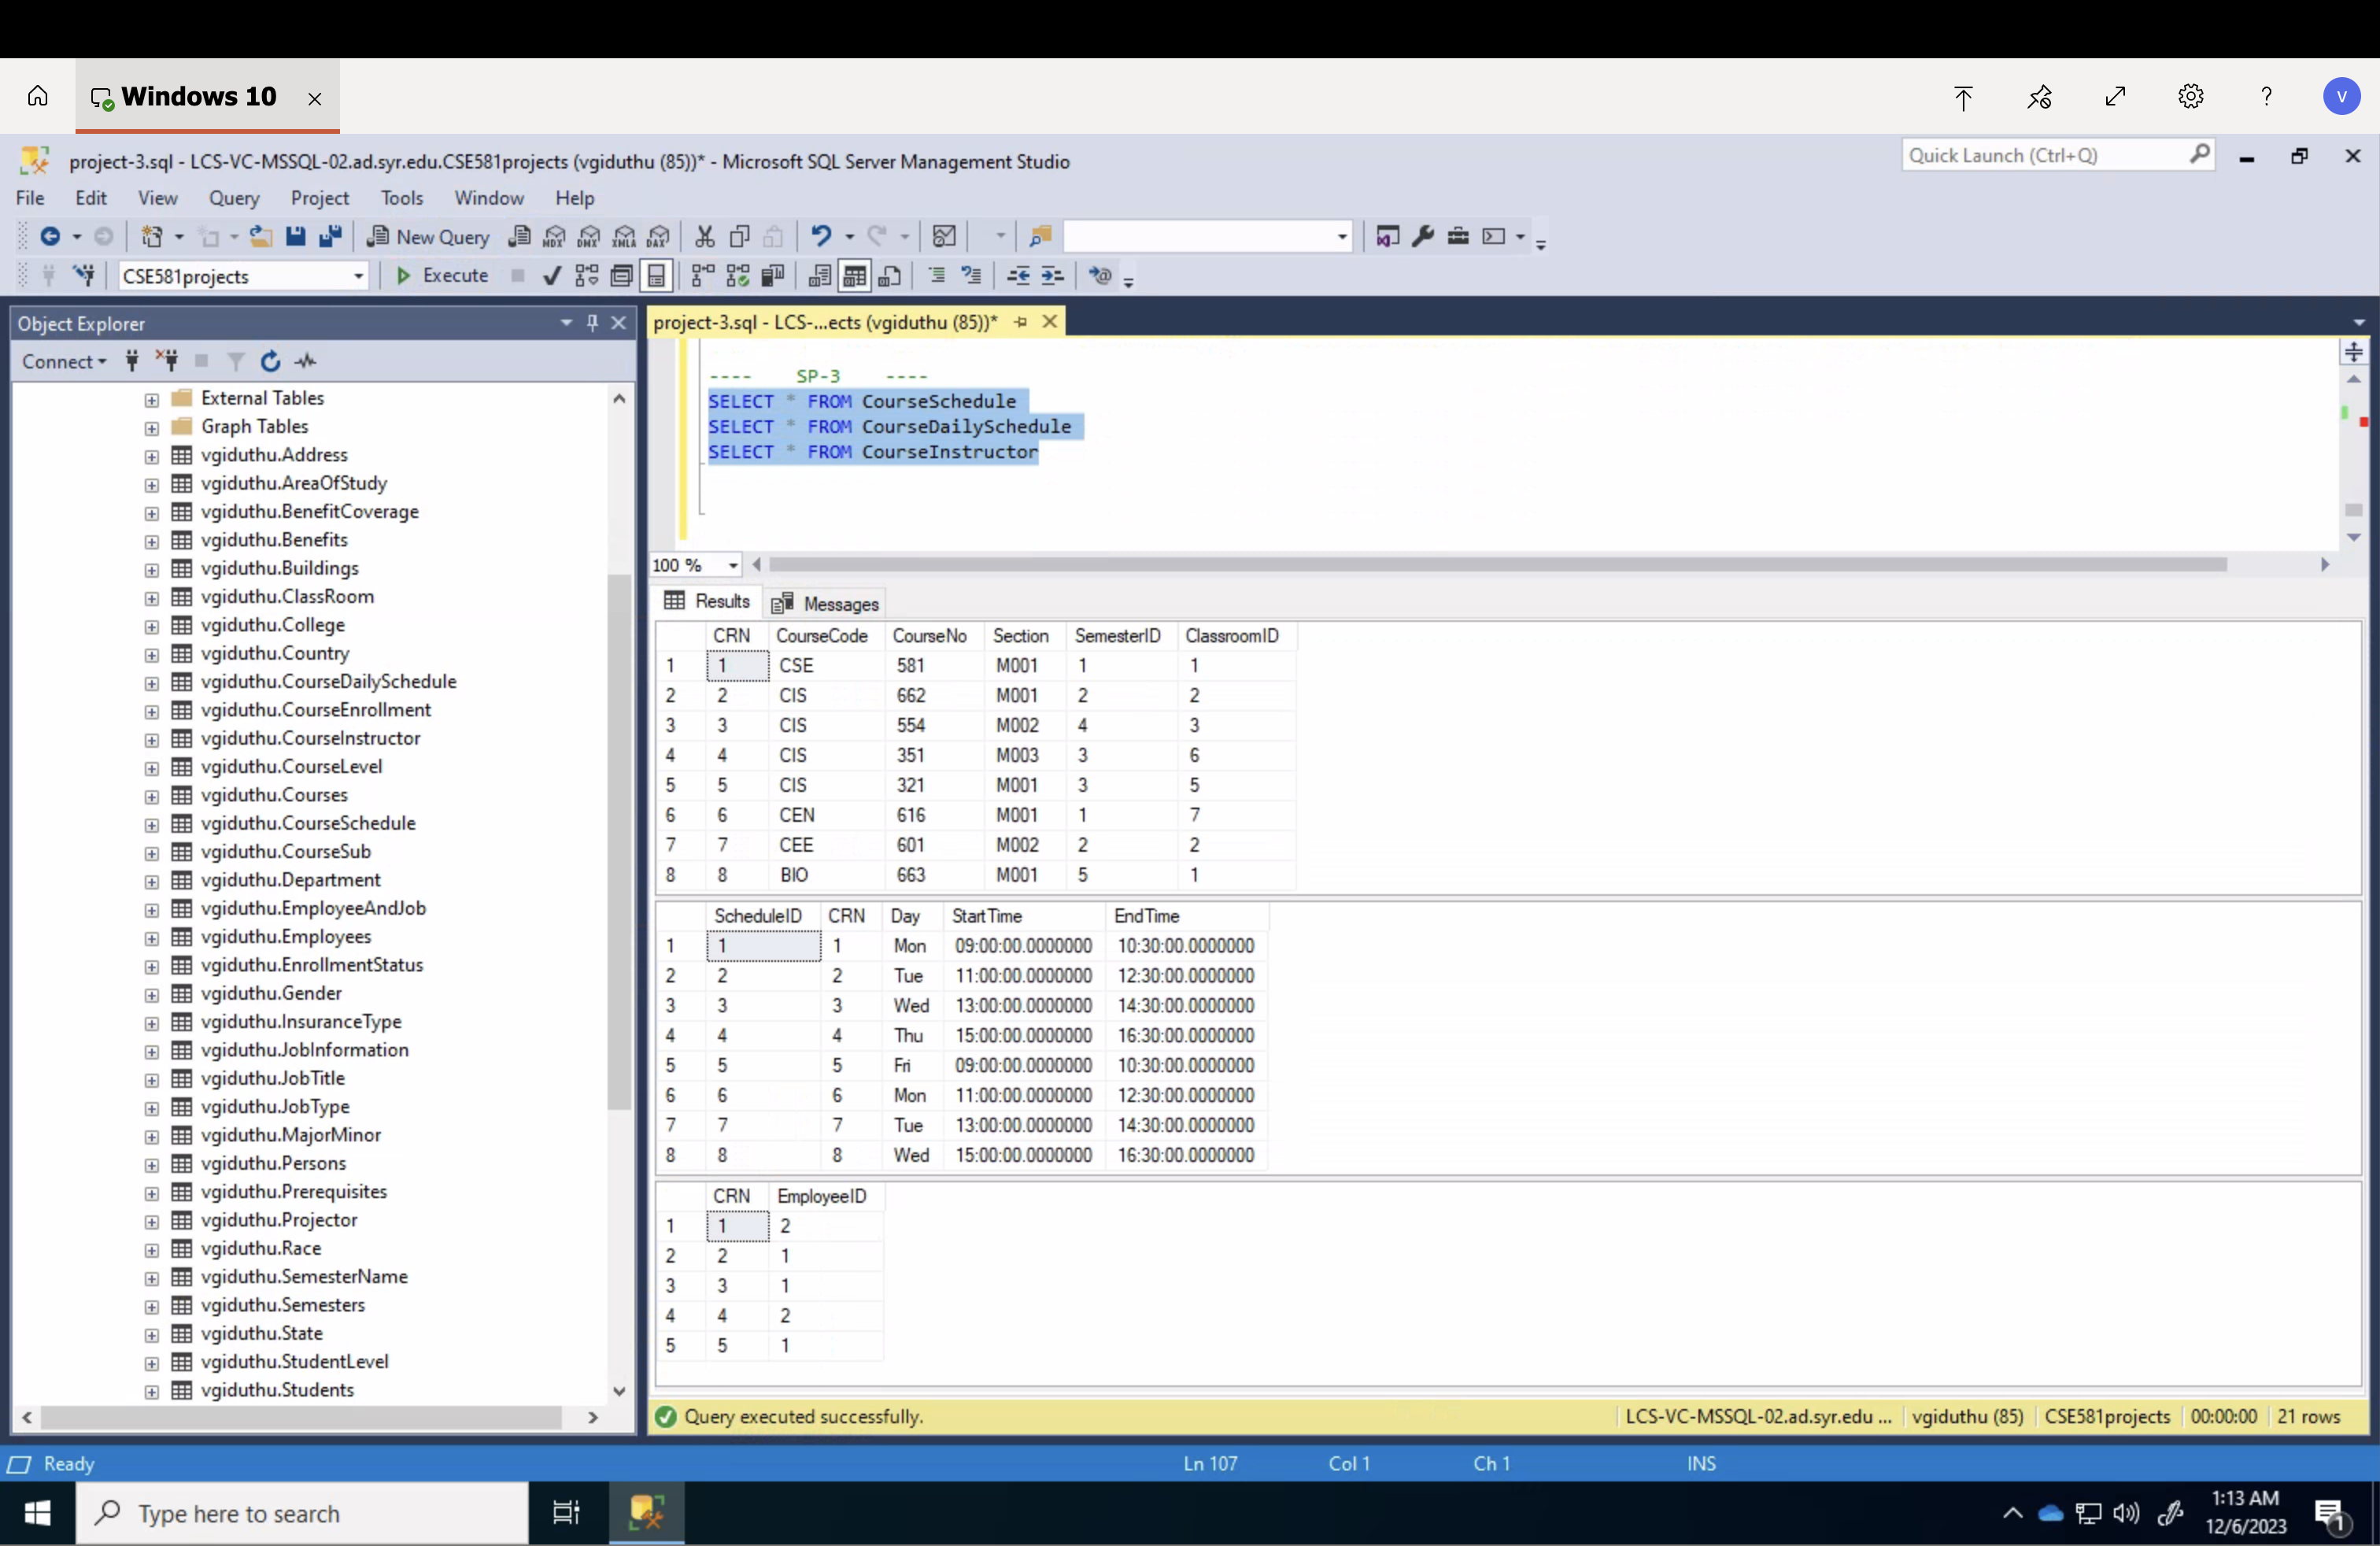 Windows 10
V
project-3.sql - LCS-VC-MSSQL-02.ad.syr.edu.CSE581projects (vgiduthu (85))* - Microsoft SQL Server Management Studio
Quick Launch (Ctrl+Q)
File Edit View Query Project Tools Window Help
New Query MDX DMX XMLA DAX
CSE581projects Execute
Object Explorer
Connect
External Tables
Graph Tables
vgiduthu.Address
vgiduthu.AreaOfStudy
vgiduthu.BenefitCoverage
vgiduthu.Benefits
vgiduthu.Buildings
vgiduthu.ClassRoom
vgiduthu.College
vgiduthu.Country
vgiduthu.CourseDailySchedule
vgiduthu.CourseEnrollment
vgiduthu.CourseInstructor
vgiduthu.CourseLevel
vgiduthu.Courses
vgiduthu.CourseSchedule
vgiduthu.CourseSub
vgiduthu.Department
vgiduthu.EmployeeAndJob
vgiduthu.Employees
vgiduthu.EnrollmentStatus
vgiduthu.Gender
vgiduthu.InsuranceType
vgiduthu.JobInformation
vgiduthu.JobTitle
vgiduthu.JobType
vgiduthu.MajorMinor
vgiduthu.Persons
vgiduthu.Prerequisites
vgiduthu.Projector
vgiduthu.Race
vgiduthu.SemesterName
vgiduthu.Semesters
vgiduthu.State
vgiduthu.StudentLevel
vgiduthu.Students
project-3.sql - LCS-...ects (vgiduthu (85))*
---- SP-3 ----
SELECT * FROM CourseSchedule
SELECT * FROM CourseDailySchedule
SELECT * FROM CourseInstructor
100 %
Results Messages
CRN CourseCode CourseNo Section SemesterID ClassroomID
1 1 CSE 581 M001 1 1
2 2 CIS 662 M001 2 2
3 3 CIS 554 M002 4 3
4 4 CIS 351 M003 3 6
5 5 CIS 321 M001 3 5
6 6 CEN 616 M001 1 7
7 7 CEE 601 M002 2 2
8 8 BIO 663 M001 5 1
ScheduleID CRN Day StartTime EndTime
1 1 1 Mon 09:00:00.0000000 10:30:00.0000000
2 2 2 Tue 11:00:00.0000000 12:30:00.0000000
3 3 3 Wed 13:00:00.0000000 14:30:00.0000000
4 4 4 Thu 15:00:00.0000000 16:30:00.0000000
5 5 5 Fri 09:00:00.0000000 10:30:00.0000000
6 6 6 Mon 11:00:00.0000000 12:30:00.0000000
7 7 7 Tue 13:00:00.0000000 14:30:00.0000000
8 8 8 Wed 15:00:00.0000000 16:30:00.0000000
CRN EmployeeID
1 1 2
2 2 1
3 3 1
4 4 2
5 5 1
Query executed successfully. LCS-VC-MSSQL-02.ad.syr.edu ... vgiduthu (85) CSE581projects 00:00:00 21 rows
Ready Ln 107 Col 1 Ch 1 INS
Type here to search
1:13 AM
12/6/2023
1